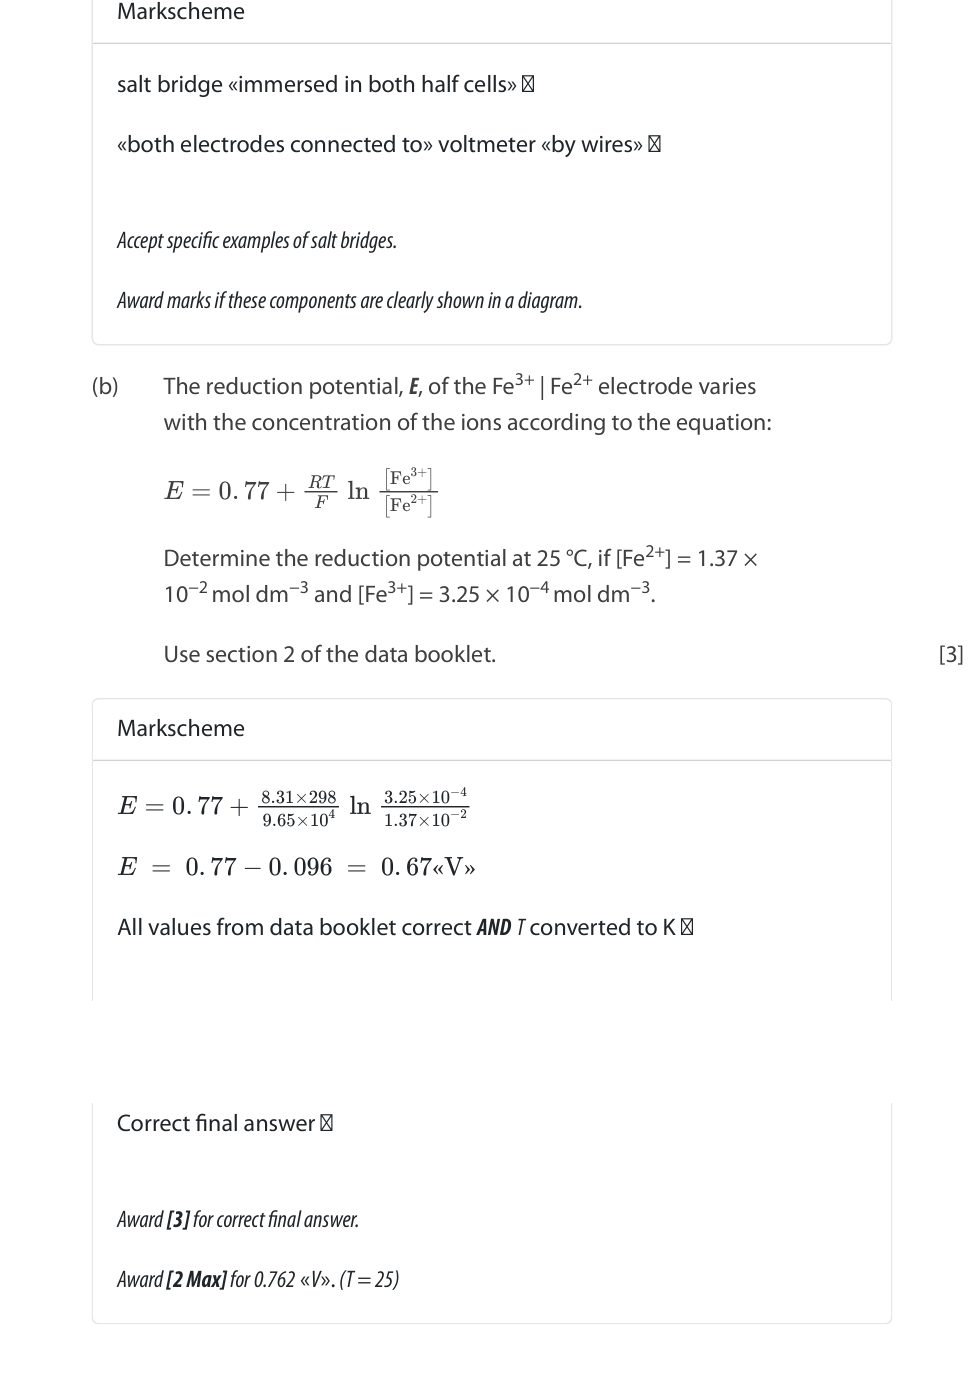 Markscheme
salt bridge «immersed in both half cells» ☒
«both electrodes connected to» voltmeter «by wires» ☒
Accept specific examples of salt bridges.
Award marks if these components are clearly shown in a diagram.
(b) The reduction potential, E, of the Fe³⁺ | Fe²⁺ electrode varies
with the concentration of the ions according to the equation:
E = 0.77 + RT/F ln [Fe³⁺]/[Fe²⁺]
Determine the reduction potential at 25 °C, if [Fe²⁺] = 1.37 ×
10⁻² mol dm⁻³ and [Fe³⁺] = 3.25 × 10⁻⁴ mol dm⁻³.
Use section 2 of the data booklet. [3]
Markscheme
E = 0.77 + 8.31×298/9.65×10⁴ ln 3.25×10⁻⁴/1.37×10⁻²
E = 0.77 − 0.096 = 0.67«V»
All values from data booklet correct AND T converted to K ☒
Correct final answer ☒
Award [3] for correct final answer.
Award [2 Max] for 0.762 «V». (T = 25)